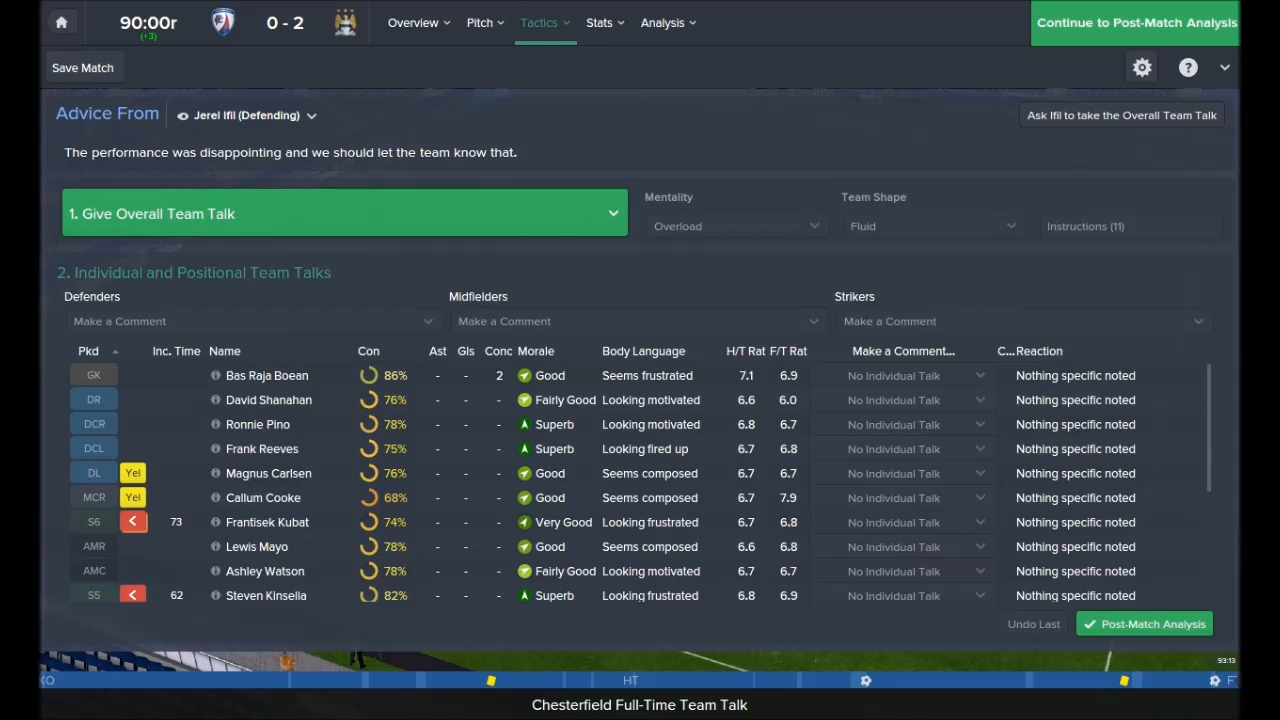 90:00r 0 - 2 Overview Pitch Tactics Stats Analysis Continue to Post-Match Analysis
(+3)
Save Match ?
Advice From Jerel Ifil (Defending) Ask Ifil to take the Overall Team Talk
The performance was disappointing and we should let the team know that.
1. Give Overall Team Talk
Mentality Team Shape
Overload Fluid Instructions (11)
2. Individual and Positional Team Talks
Defenders Midfielders Strikers
Make a Comment Make a Comment Make a Comment
Pkd Inc. Time Name Con Ast Gls Conc Morale Body Language H/T Rat F/T Rat Make a Comment... C... Reaction
GK Bas Raja Boean 86% - - 2 Good Seems frustrated 7.1 6.9 No Individual Talk Nothing specific noted
DR David Shanahan 76% - - - Fairly Good Looking motivated 6.6 6.0 No Individual Talk Nothing specific noted
DCR Ronnie Pino 78% - - - Superb Looking motivated 6.8 6.7 No Individual Talk Nothing specific noted
DCL Frank Reeves 75% - - - Superb Looking fired up 6.7 6.8 No Individual Talk Nothing specific noted
DL Yel Magnus Carlsen 76% - - - Good Seems composed 6.7 6.7 No Individual Talk Nothing specific noted
MCR Yel Callum Cooke 68% - - - Good Seems composed 6.7 7.9 No Individual Talk Nothing specific noted
S6 73 Frantisek Kubat 74% - - - Very Good Looking frustrated 6.7 6.8 No Individual Talk Nothing specific noted
AMR Lewis Mayo 78% - - - Good Seems composed 6.6 6.8 No Individual Talk Nothing specific noted
AMC Ashley Watson 78% - - - Fairly Good Looking motivated 6.7 6.7 No Individual Talk Nothing specific noted
S5 62 Steven Kinsella 82% - - - Superb Looking frustrated 6.8 6.9 No Individual Talk Nothing specific noted
Undo Last Post-Match Analysis
93:13
KO HT F
Chesterfield Full-Time Team Talk